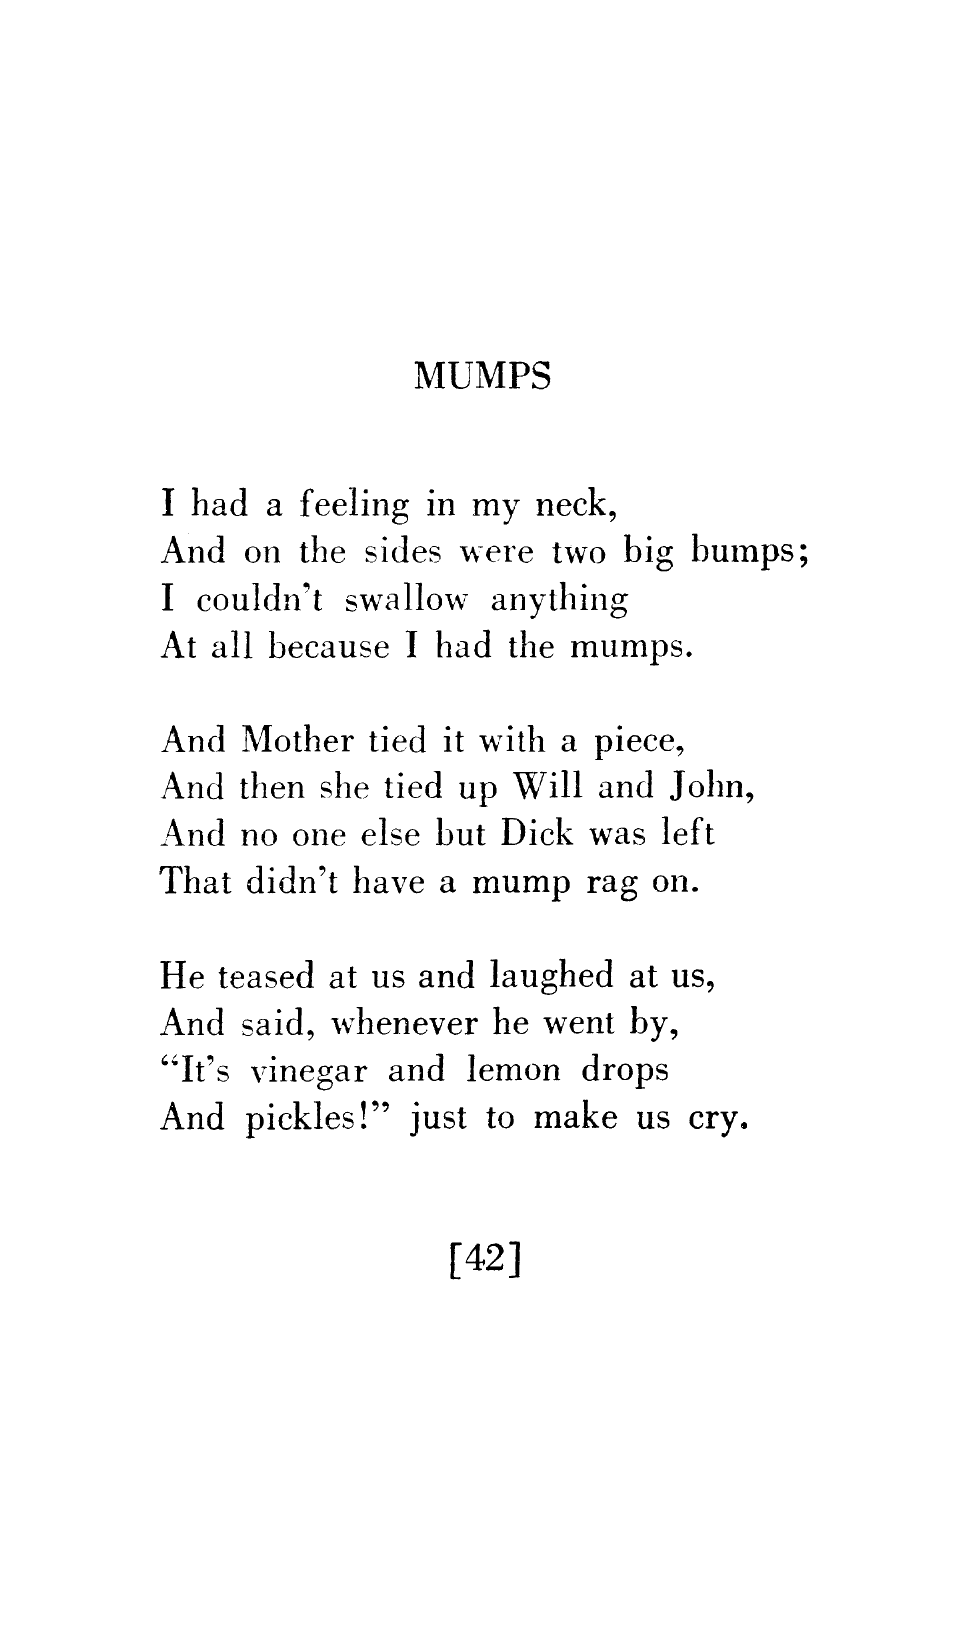 MUMPS
I had a feeling in my neck,
And on the sides were two big bumps;
I couldn't swallow anything
At all because I had the mumps.
And Mother tied it with a piece,
And then she tied up Will and John,
And no one else but Dick was left
That didn't have a mump rag on.
He teased at us and laughed at us,
And said, whenever he went by,
“It's vinegar and lemon drops
And pickles!” just to make us cry.
[42]